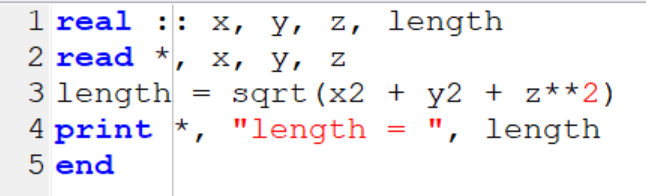 1 real :: x, y, z, length
2 read *, x, y, z
3 length = sqrt(x2 + y2 + z**2)
4 print *, "length = ", length
5 end